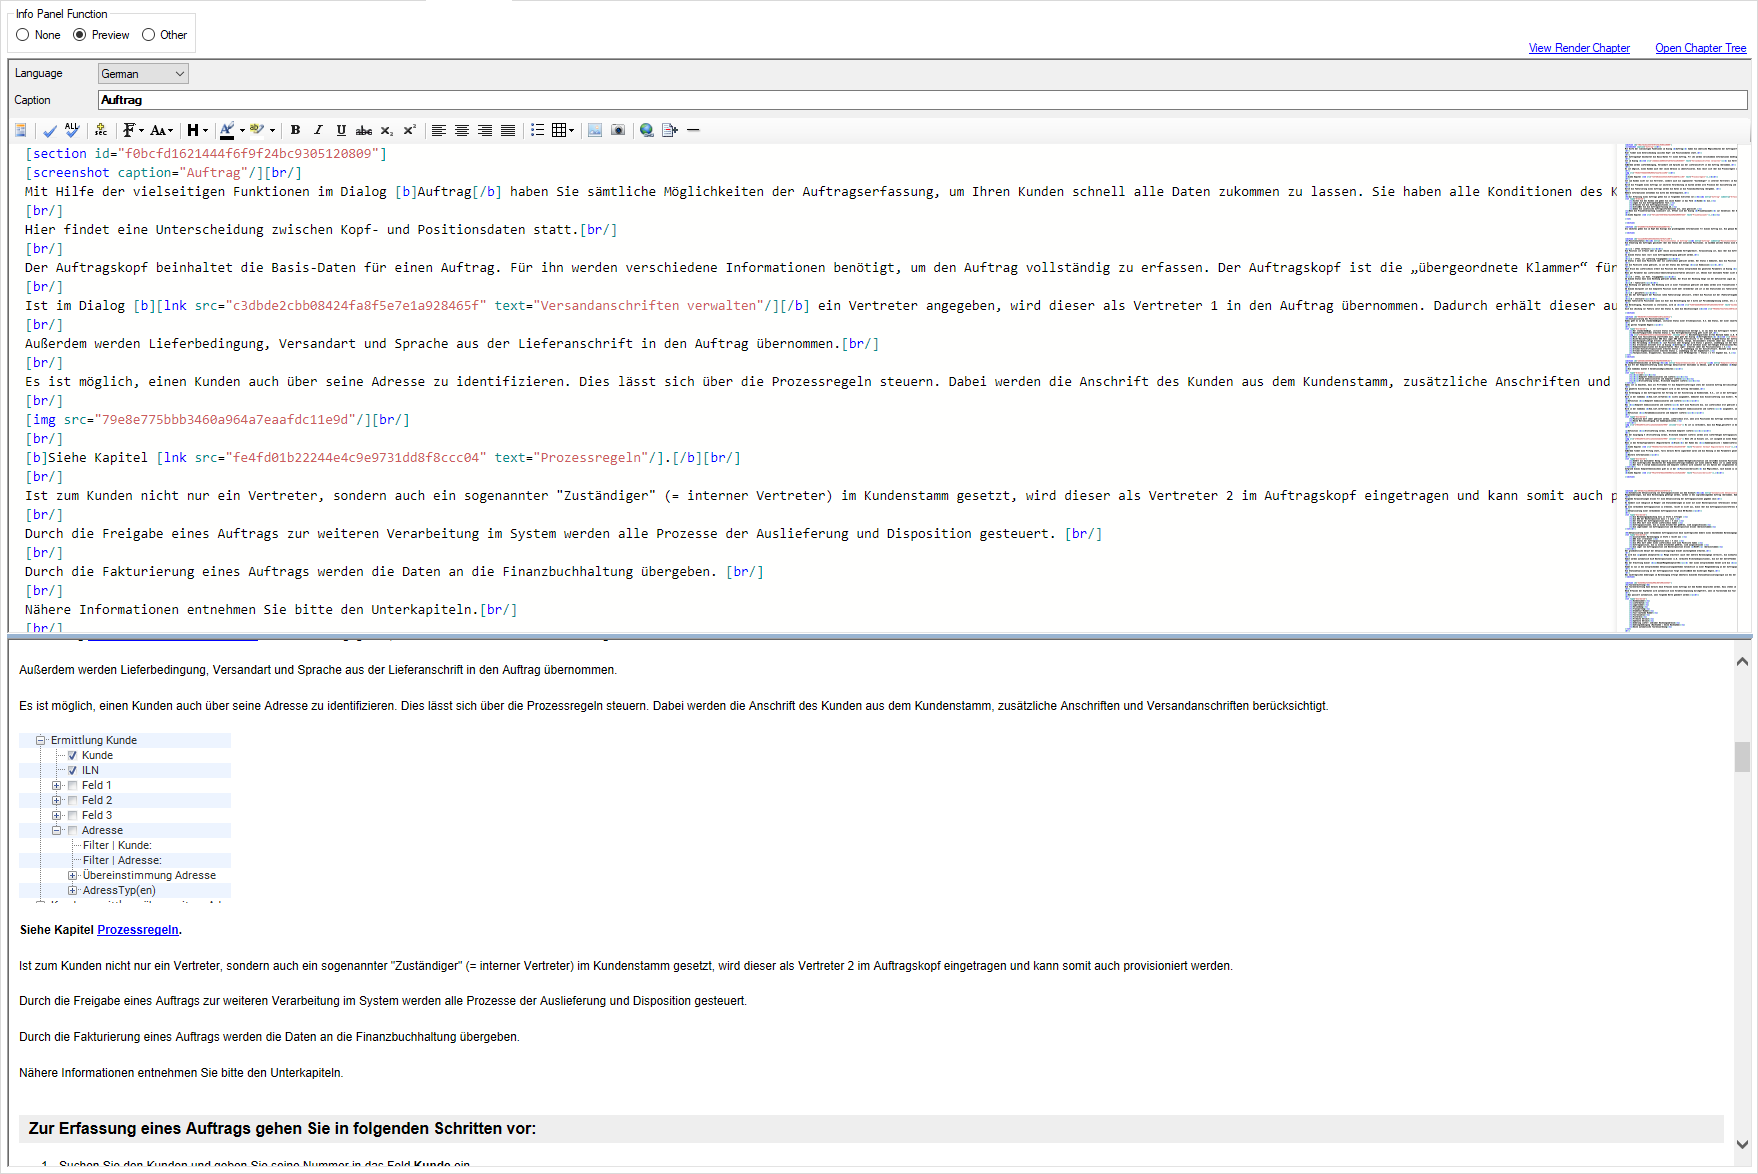 Info Panel Function
None Preview Other
View Render Chapter Open Chapter Tree
Language German
Caption Auftrag
[section id="f0bcfd1621444f6f9f24bc9305120809"]
[screenshot caption="Auftrag"/][br/]
Mit Hilfe der vielseitigen Funktionen im Dialog [b]Auftrag[/b] haben Sie sämtliche Möglichkeiten der Auftragserfassung, um Ihren Kunden schnell alle Daten zukommen zu lassen. Sie haben alle Konditionen des K
[br/]
Hier findet eine Unterscheidung zwischen Kopf- und Positionsdaten statt.[br/]
[br/]
Der Auftragskopf beinhaltet die Basis-Daten für einen Auftrag. Für ihn werden verschiedene Informationen benötigt, um den Auftrag vollständig zu erfassen. Der Auftragskopf ist die „übergeordnete Klammer“ für
[br/]
Ist im Dialog [b][lnk src="c3dbde2cbb08424fa8f5e7e1a928465f" text="Versandanschriften verwalten"/][/b] ein Vertreter angegeben, wird dieser als Vertreter 1 in den Auftrag übernommen. Dadurch erhält dieser au
[br/]
Außerdem werden Lieferbedingung, Versandart und Sprache aus der Lieferanschrift in den Auftrag übernommen.[br/]
[br/]
Es ist möglich, einen Kunden auch über seine Adresse zu identifizieren. Dies lässt sich über die Prozessregeln steuern. Dabei werden die Anschrift des Kunden aus dem Kundenstamm, zusätzliche Anschriften und
[br/]
[img src="79e8e775bbb3460a964a7eaafdc11e9d"/][br/]
[br/]
[b]Siehe Kapitel [lnk src="fe4fd01b22244e4c9e9731dd8f8ccc04" text="Prozessregeln"/].[/b][br/]
[br/]
Ist zum Kunden nicht nur ein Vertreter, sondern auch ein sogenannter "Zuständiger" (= interner Vertreter) im Kundenstamm gesetzt, wird dieser als Vertreter 2 im Auftragskopf eingetragen und kann somit auch p
[br/]
Durch die Freigabe eines Auftrags zur weiteren Verarbeitung im System werden alle Prozesse der Auslieferung und Disposition gesteuert. [br/]
[br/]
Durch die Fakturierung eines Auftrags werden die Daten an die Finanzbuchhaltung übergeben. [br/]
[br/]
Nähere Informationen entnehmen Sie bitte den Unterkapiteln.[br/]
[br/]
Außerdem werden Lieferbedingung, Versandart und Sprache aus der Lieferanschrift in den Auftrag übernommen.
Es ist möglich, einen Kunden auch über seine Adresse zu identifizieren. Dies lässt sich über die Prozessregeln steuern. Dabei werden die Anschrift des Kunden aus dem Kundenstamm, zusätzliche Anschriften und Versandanschriften berücksichtigt.
Ermittlung Kunde
Kunde
ILN
Feld 1
Feld 2
Feld 3
Adresse
Filter | Kunde:
Filter | Adresse:
Übereinstimmung Adresse
AdressTyp(en)
Siehe Kapitel Prozessregeln.
Ist zum Kunden nicht nur ein Vertreter, sondern auch ein sogenannter "Zuständiger" (= interner Vertreter) im Kundenstamm gesetzt, wird dieser als Vertreter 2 im Auftragskopf eingetragen und kann somit auch provisioniert werden.
Durch die Freigabe eines Auftrags zur weiteren Verarbeitung im System werden alle Prozesse der Auslieferung und Disposition gesteuert.
Durch die Fakturierung eines Auftrags werden die Daten an die Finanzbuchhaltung übergeben.
Nähere Informationen entnehmen Sie bitte den Unterkapiteln.
Zur Erfassung eines Auftrags gehen Sie in folgenden Schritten vor:
1. Suchen Sie den Kunden und geben Sie seine Nummer in das Feld Kunde ein